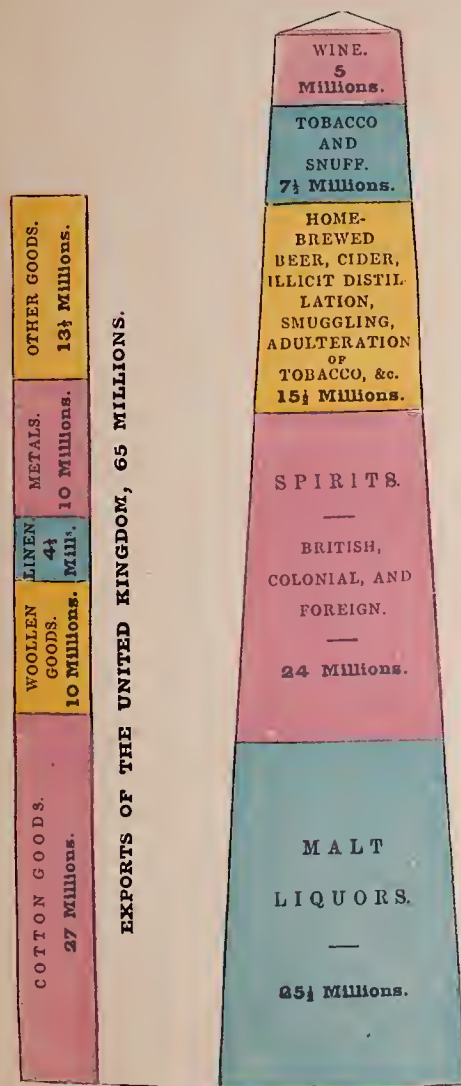 OTHER GOODS.
13½ Millions.
METALS.
10 Millions.
LINEN.
4½
Mills.
WOOLLEN
GOODS.
10 Millions.
COTTON GOODS.
27 Millions.
EXPORTS OF THE UNITED KINGDOM, 65 MILLIONS.
WINE.
5
Millions.
TOBACCO
AND
SNUFF.
7½ Millions.
HOME-
BREWED
BEER, CIDER,
ILLICIT DISTIL-
LATION,
SMUGGLING,
ADULTERATION
OF
TOBACCO, &c.
15½ Millions.
SPIRITS.
BRITISH,
COLONIAL, AND
FOREIGN.
24 Millions.
MALT
LIQUORS.
25½ Millions.